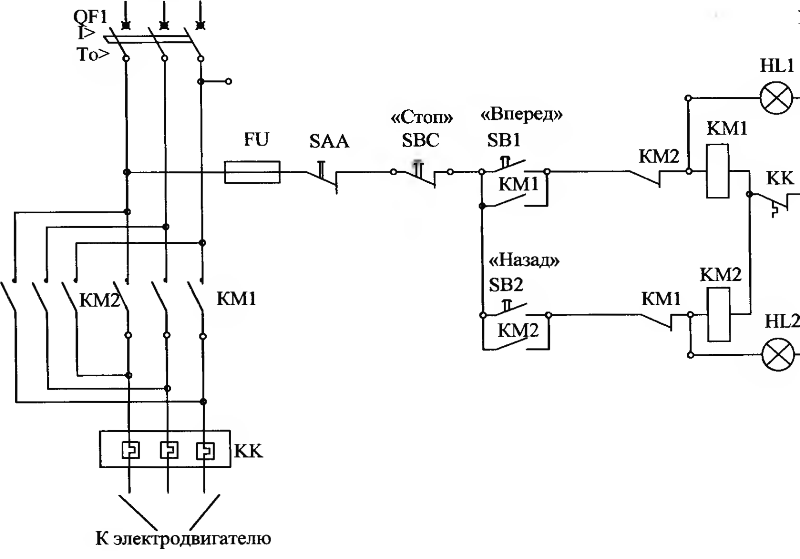 QF1
I>
To>
FU
SAA
«Стоп»
SBC
«Вперед»
SB1
KM1
KM2
HL1
KM1
KK
KM2
KM1
«Назад»
SB2
KM2
KM1
KM2
HL2
KK
К электродвигателю